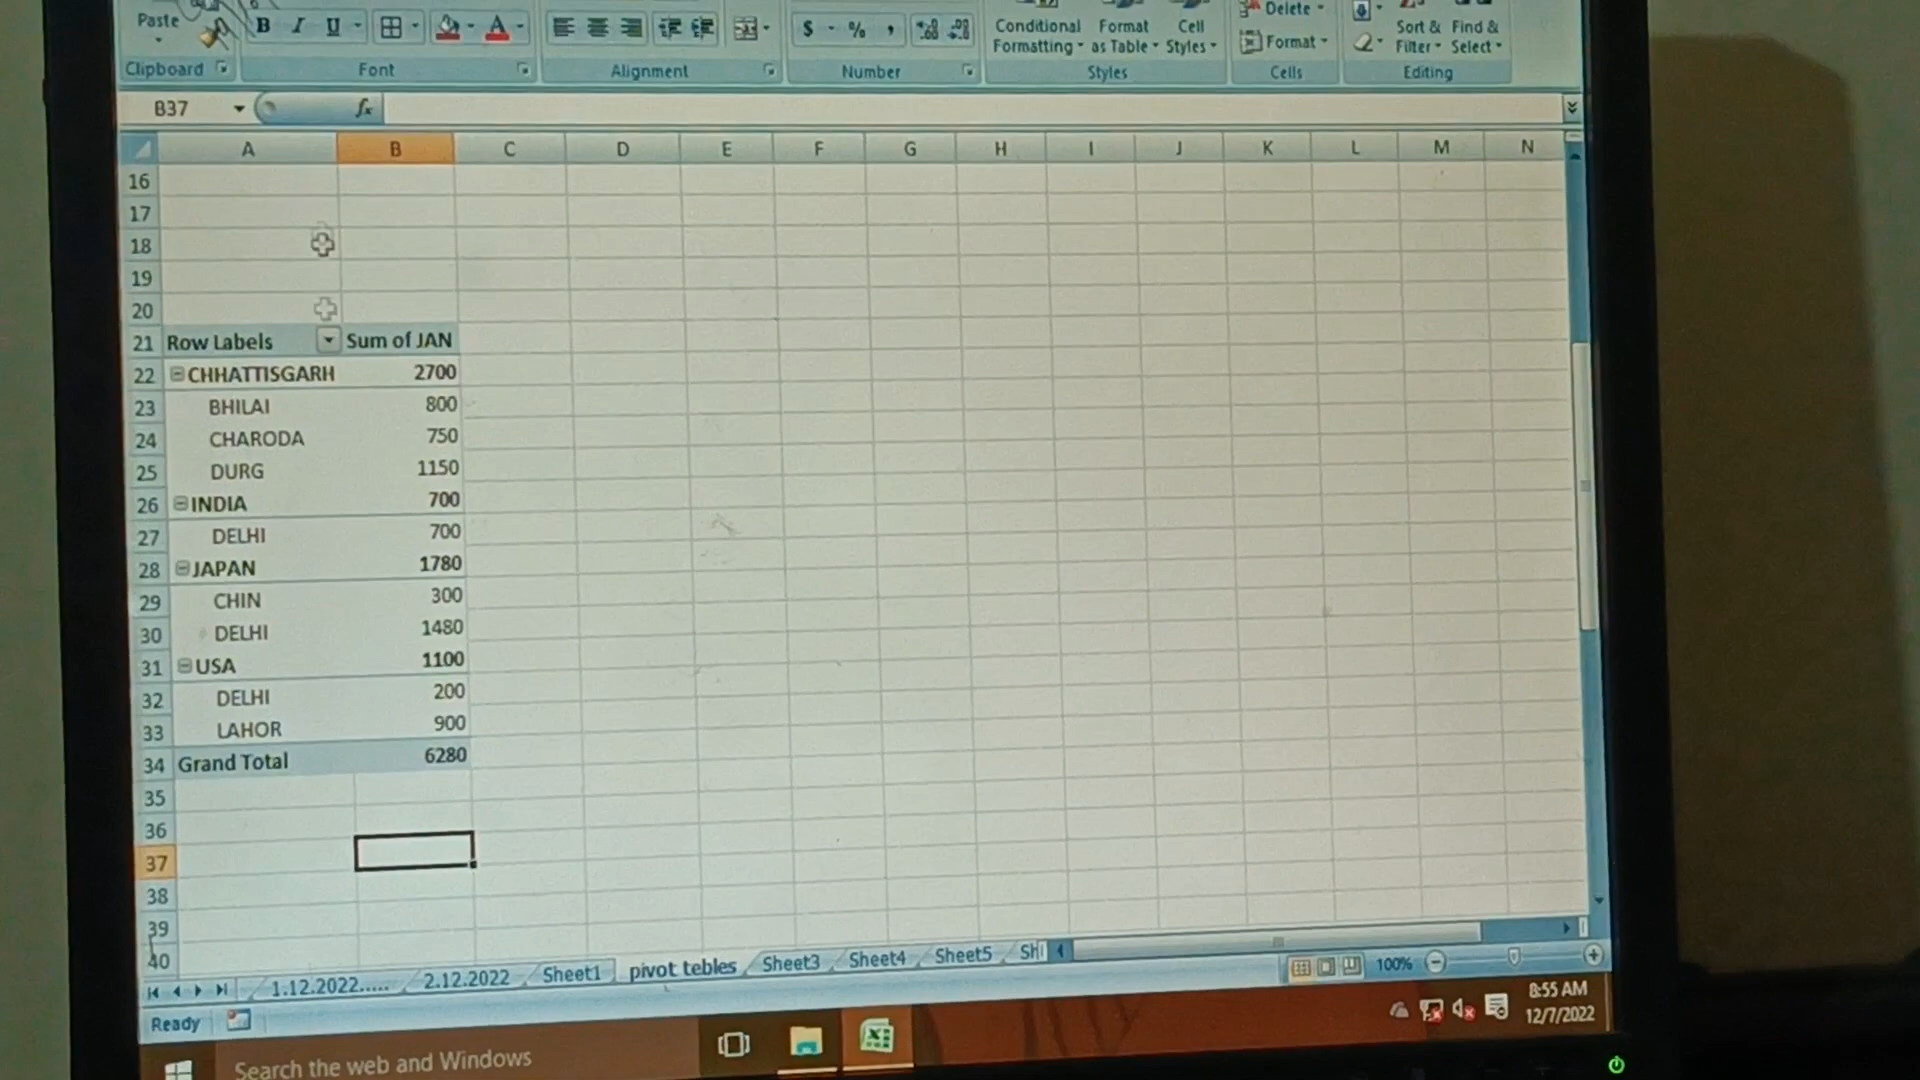 Paste
B I U A $ % , .00 .00
Conditional Format Cell
Formatting as Table Styles
Delete
Format
Sort & Find &
Filter Select
Clipboard Font Alignment Number Styles Cells Editing
B37 fx
A B C D E F G H I J K L M N
16
17
18
19
20
21 Row Labels Sum of JAN
22 CHHATTISGARH 2700
23 BHILAI 800
24 CHARODA 750
25 DURG 1150
26 INDIA 700
27 DELHI 700
28 JAPAN 1780
29 CHIN 300
30 DELHI 1480
31 USA 1100
32 DELHI 200
33 LAHOR 900
34 Grand Total 6280
35
36
37
38
39
40
1.12.2022..... 2.12.2022 Sheet1 pivot tebles Sheet3 Sheet4 Sheet5 Sh
Ready 100%
Search the web and Windows
8:55 AM
12/7/2022